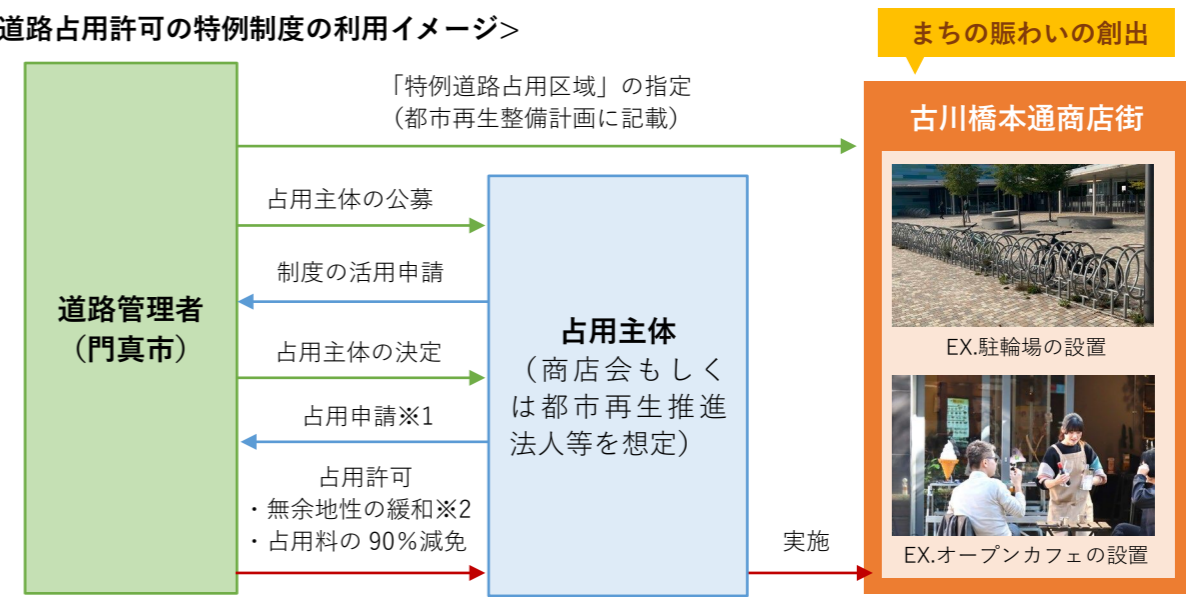 道路占用許可の特例制度の利用イメージ>
まちの賑わいの創出
「特例道路占用区域」の指定
（都市再生整備計画に記載）
古川橋本通商店街
占用主体の公募
制度の活用申請
道路管理者
（門真市）
占用主体の決定
占用主体
（商店会もしく
は都市再生推進
法人等を想定）
占用申請※1
占用許可
・無余地性の緩和※2
・占用料の 90％減免
実施
EX.駐輪場の設置
EX.オープンカフェの設置